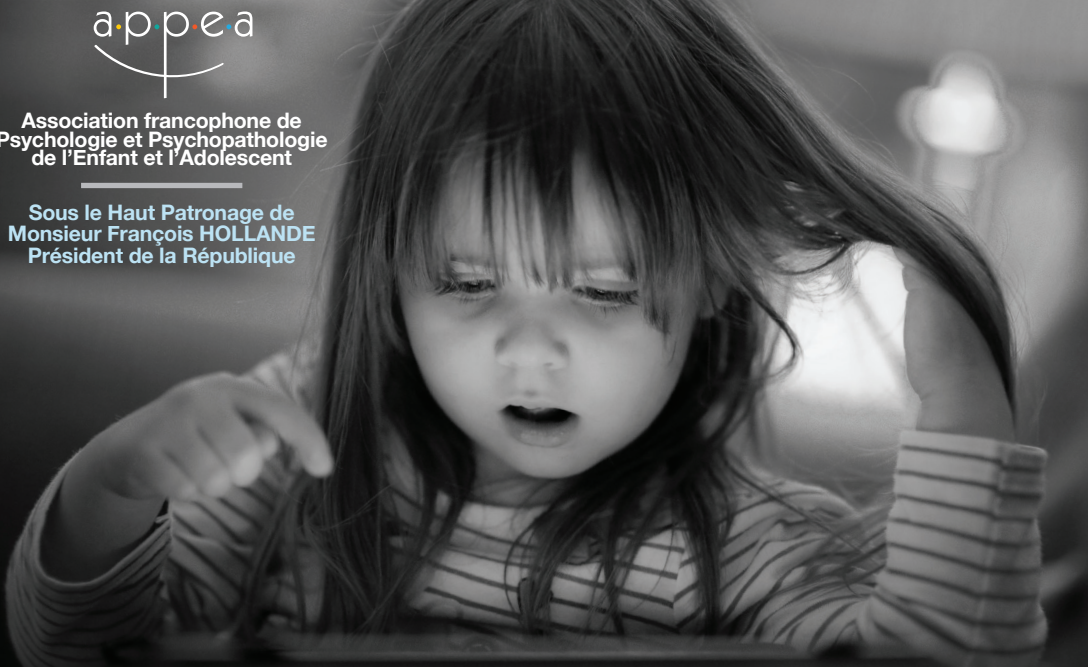 a·p·p·e·a
Association francophone de
Psychologie et Psychopathologie
de l'Enfant et l'Adolescent
Sous le Haut Patronage de
Monsieur François HOLLANDE
Président de la République